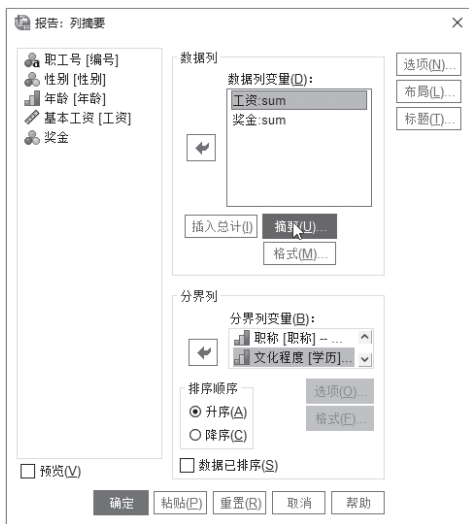 报告：列摘要
职工号 [编号]
性别 [性别]
年龄 [年龄]
基本工资 [工资]
奖金
预览(V)
数据列
数据列变量(D)：
工资:sum
奖金:sum
插入总计(I)
摘要(U)...
格式(M)...
分界列
分界列变量(B)：
职称 [职称] -- ...
文化程度 [学历]...
排序顺序
升序(A)
降序(C)
选项(O)...
格式(F)...
数据已排序(S)
选项(N)...
布局(L)...
标题(T)...
确定
粘贴(P)
重置(R)
取消
帮助